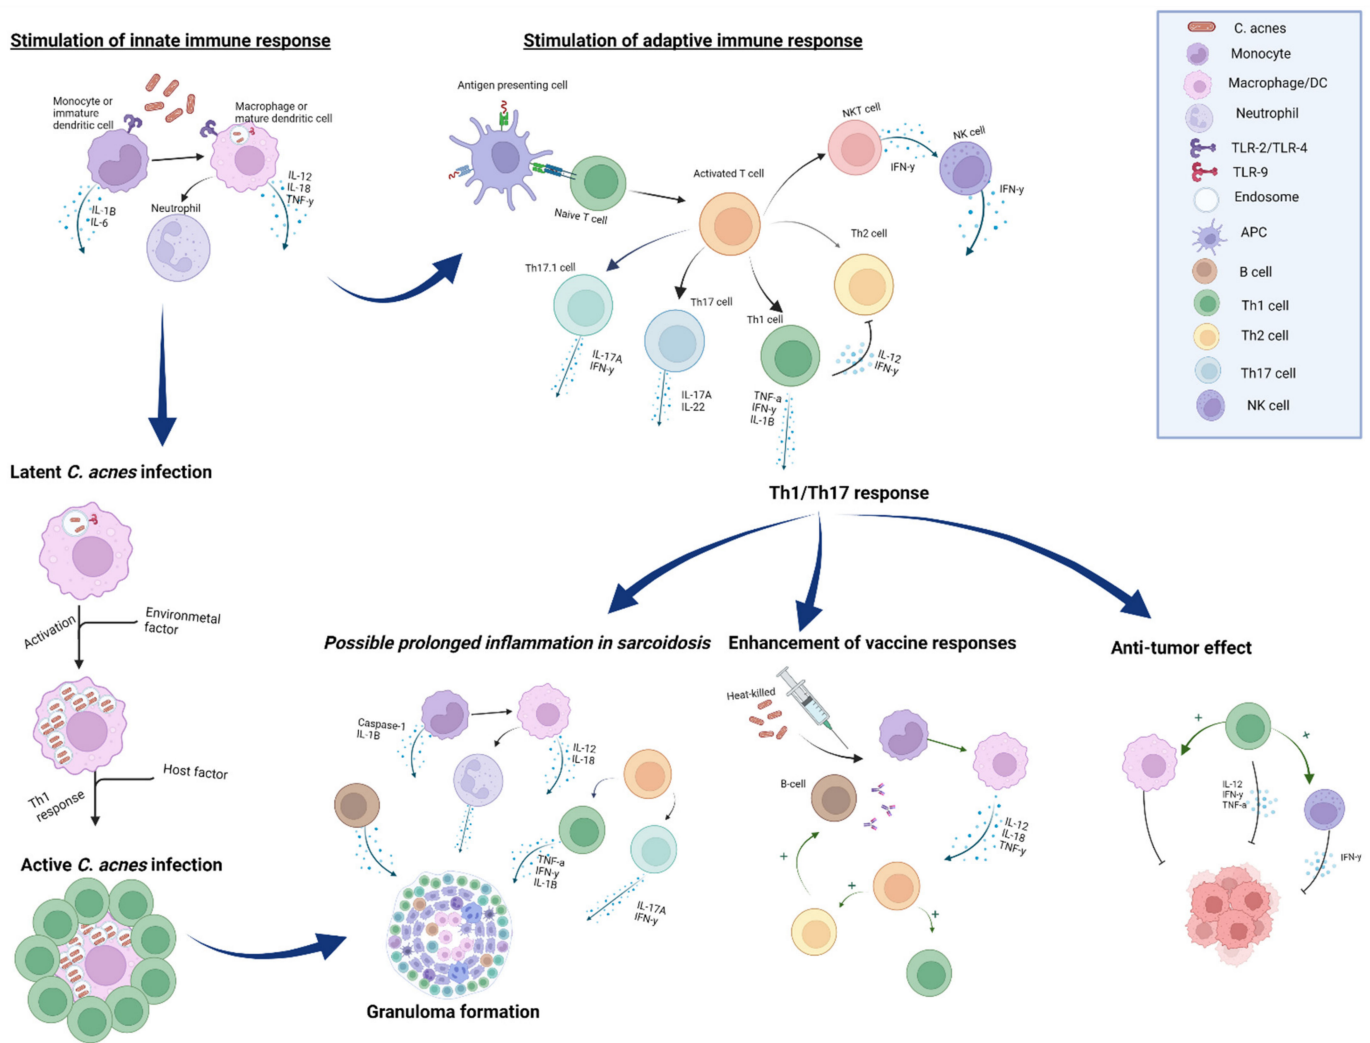 Stimulation of innate immune response
Monocyte or
immature
dendritic cell
Macrophage or
mature dendritic cell
IL-1B
IL-6
Neutrophil
IL-12
IL-18
TNF-y
Stimulation of adaptive immune response
Antigen presenting cell
Naive T cell
Activated T cell
NKT cell
IFN-y
NK cell
IFN-y
Th2 cell
Th17.1 cell
IL-17A
IFN-y
Th17 cell
IL-17A
IL-22
Th1 cell
TNF-a
IFN-y
IL-1B
IL-12
IFN-y
C. acnes
Monocyte
Macrophage/DC
Neutrophil
TLR-2/TLR-4
TLR-9
Endosome
APC
B cell
Th1 cell
Th2 cell
Th17 cell
NK cell
Th1/Th17 response
Latent C. acnes infection
Activation
Environmetal
factor
Th1
response
Host factor
Active C. acnes infection
Possible prolonged inflammation in sarcoidosis
Caspase-1
IL-1B
IL-12
IL-18
TNF-a
IFN-y
IL-1B
IL-17A
IFN-y
Granuloma formation
Enhancement of vaccine responses
Heat-killed
B-cell
IL-12
IL-18
TNF-y
+
+
+
Anti-tumor effect
+
+
IL-12
IFN-y
TNF-a
IFN-y